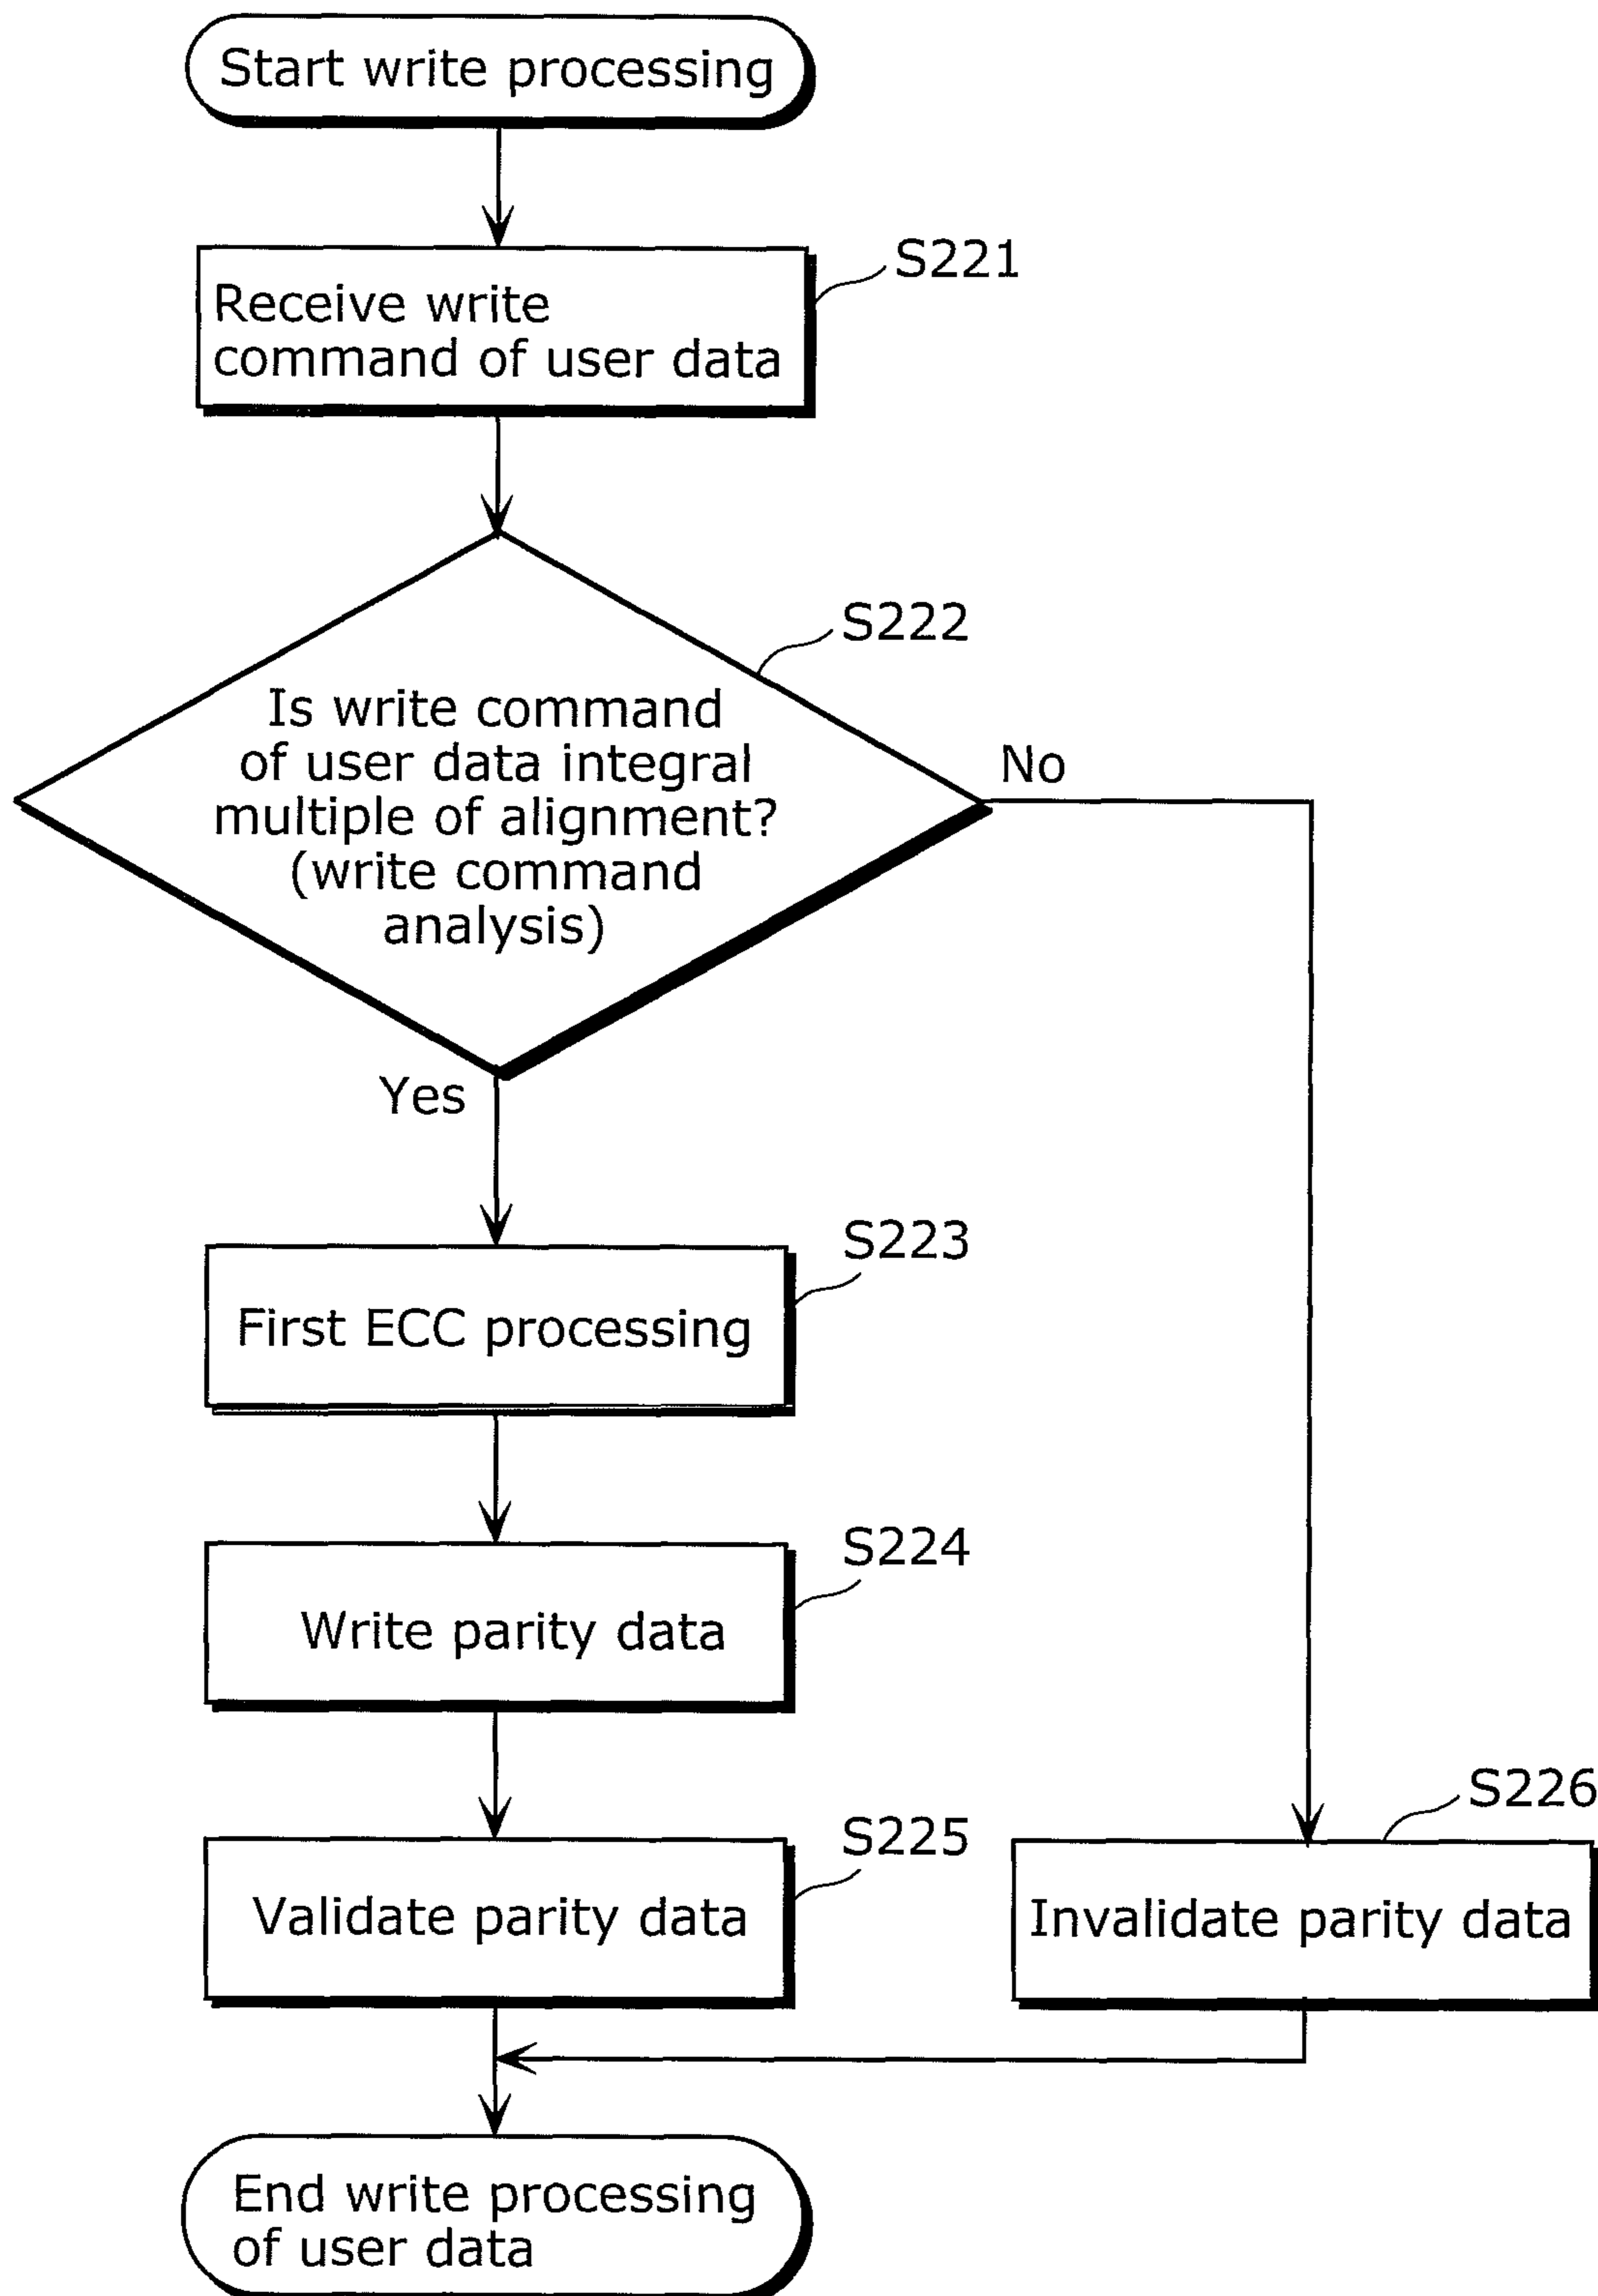 Start write processing
S221
Receive write
command of user data
S222
Is write command
of user data integral
multiple of alignment?
(write command
analysis)
No
Yes
S223
First ECC processing
S224
Write parity data
S225
Validate parity data
S226
Invalidate parity data
End write processing
of user data